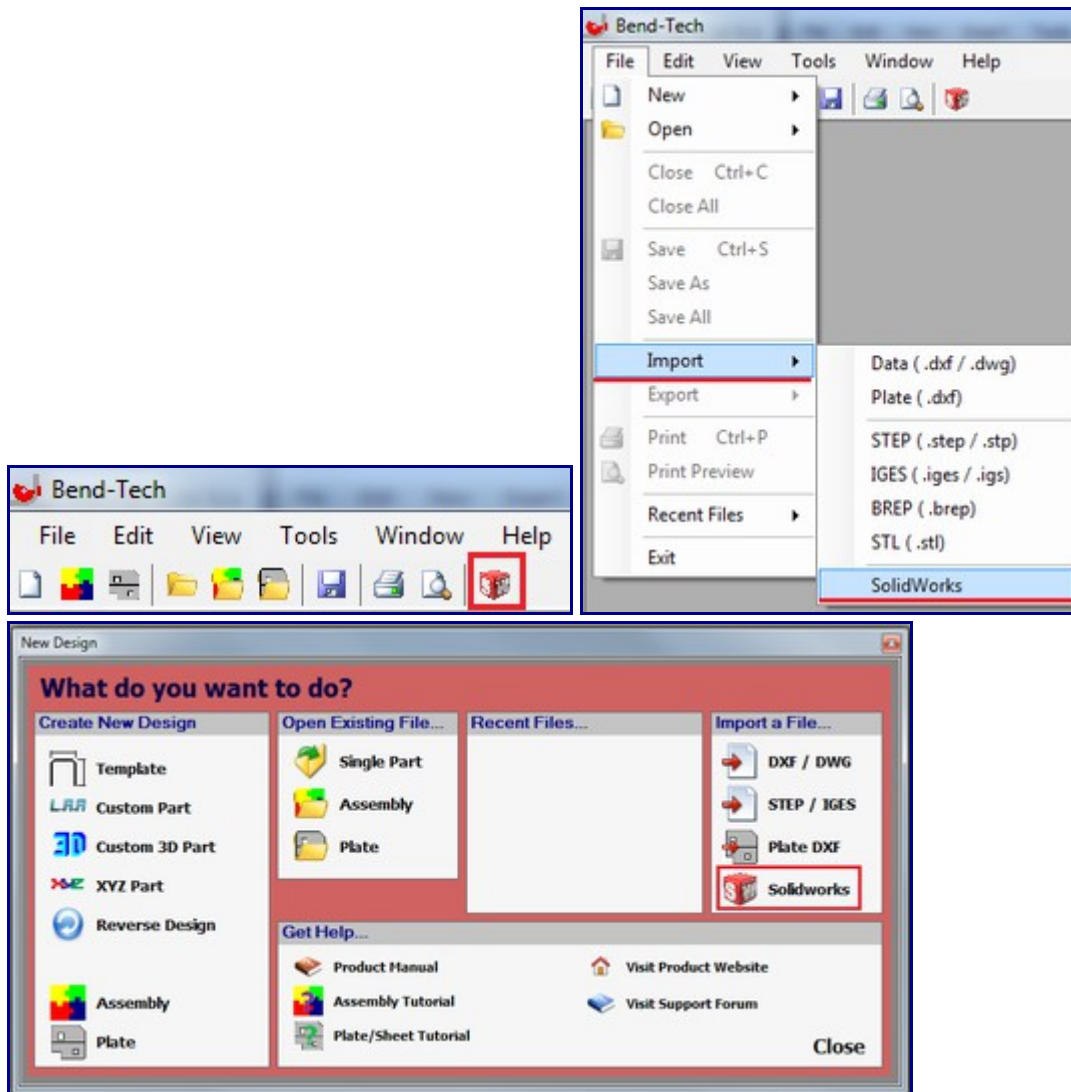 Bend-Tech
File Edit View Tools Window Help
New
Open
Close Ctrl+C
Close All
Save Ctrl+S
Save As
Save All
Import
Export
Print Ctrl+P
Print Preview
Recent Files
Exit
Data ( .dxf / .dwg)
Plate ( .dxf)
STEP ( .step / .stp)
IGES ( .iges / .igs)
BREP ( .brep)
STL ( .stl)
SolidWorks
Bend-Tech
File Edit View Tools Window Help
New Design
What do you want to do?
Create New Design
Template
Custom Part
3D Custom 3D Part
XYZ Part
Reverse Design
Assembly
Plate
Open Existing File...
Single Part
Assembly
Plate
Recent Files...
Import a File...
DXF / DWG
STEP / IGES
Plate DXF
Solidworks
Get Help...
Product Manual
Assembly Tutorial
Plate/Sheet Tutorial
Visit Product Website
Visit Support Forum
Close